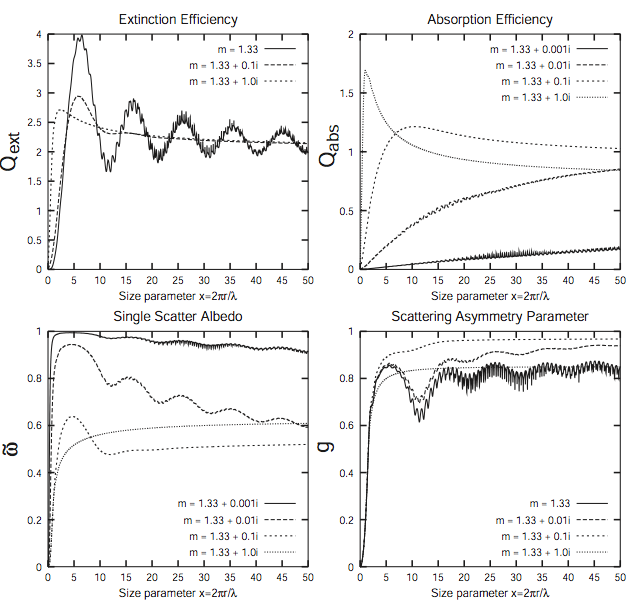 Extinction Efficiency
Qext
4
3.5
3
2.5
2
1.5
1
0.5
0
m = 1.33
m = 1.33 + 0.1i
m = 1.33 + 1.0i
0 5 10 15 20 25 30 35 40 45 50
Size parameter x=2πr/λ
Absorption Efficiency
Qabs
2
1.5
1
0.5
0
m = 1.33 + 0.001i
m = 1.33 + 0.01i
m = 1.33 + 0.1i
m = 1.33 + 1.0i
0 5 10 15 20 25 30 35 40 45 50
Size parameter x=2πr/λ
Single Scatter Albedo
ω̃
1
0.8
0.6
0.4
0.2
0
m = 1.33 + 0.001i
m = 1.33 + 0.01i
m = 1.33 + 0.1i
m = 1.33 + 1.0i
0 5 10 15 20 25 30 35 40 45 50
Size parameter x=2πr/λ
Scattering Asymmetry Parameter
g
1
0.8
0.6
0.4
0.2
0
m = 1.33
m = 1.33 + 0.01i
m = 1.33 + 0.1i
m = 1.33 + 1.0i
0 5 10 15 20 25 30 35 40 45 50
Size parameter x=2πr/λ